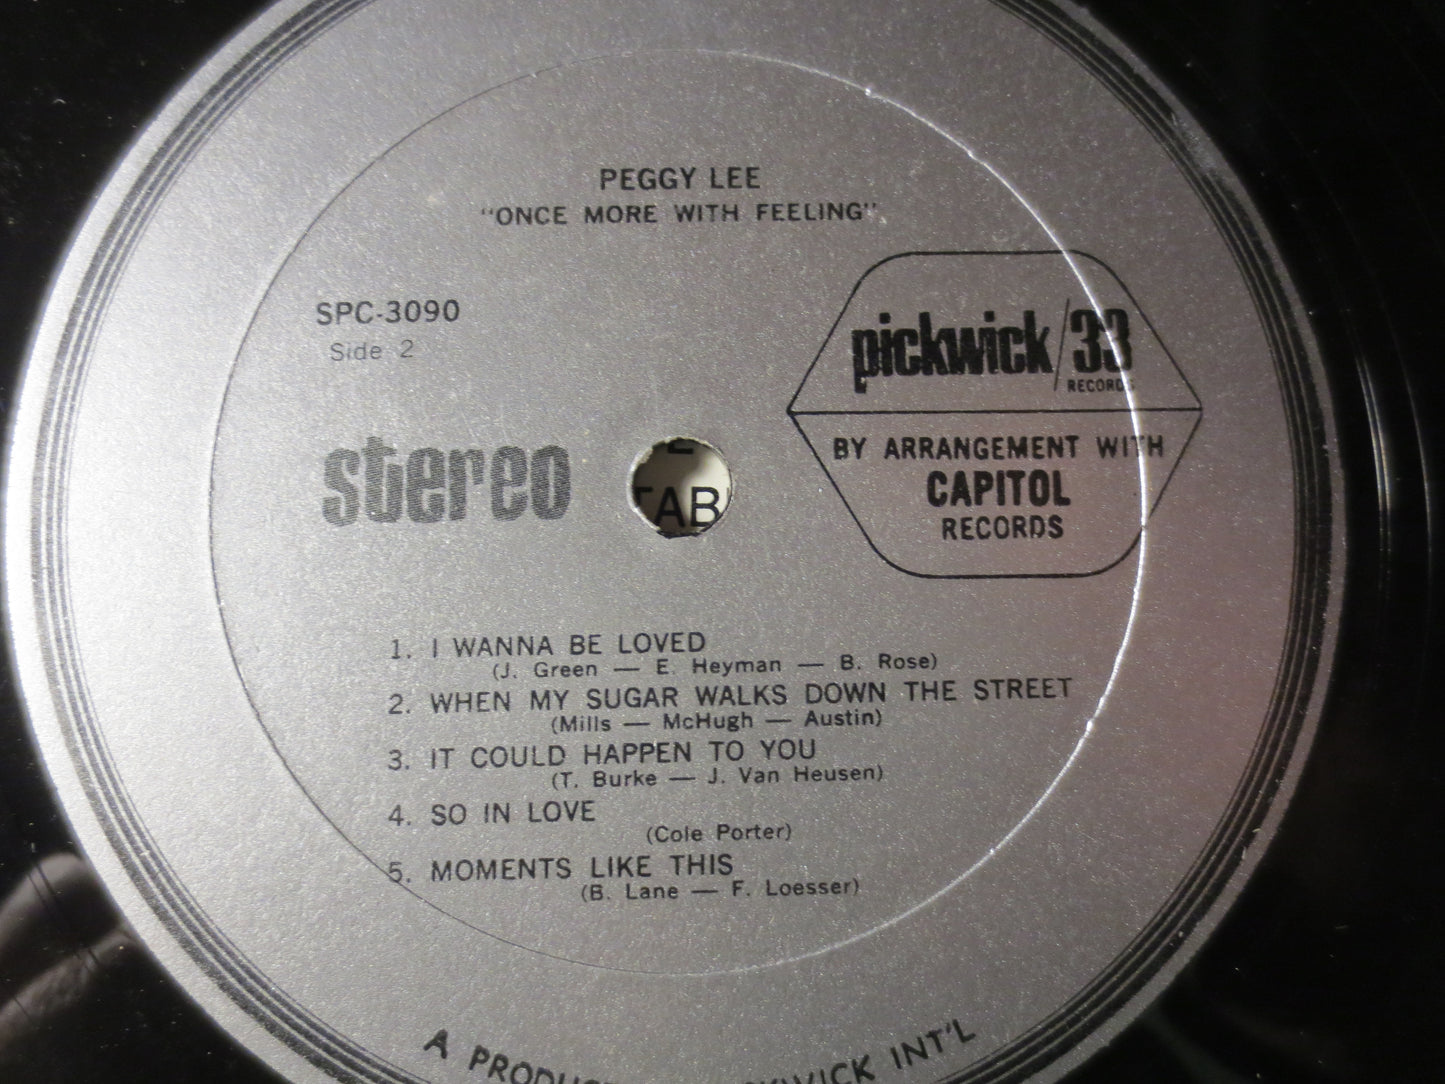 PEGGY LEE
"ONCE MORE WITH FEELING"
SPC-3090
Side 2
pickwick/33
RECORDS
BY ARRANGEMENT WITH
CAPITOL
RECORDS
stereo
TAB
1. I WANNA BE LOVED
(J. Green — E. Heyman — B. Rose)
2. WHEN MY SUGAR WALKS DOWN THE STREET
(Mills — McHugh — Austin)
3. IT COULD HAPPEN TO YOU
(T. Burke — J. Van Heusen)
4. SO IN LOVE
(Cole Porter)
5. MOMENTS LIKE THIS
(B. Lane — F. Loesser)
A INT'L